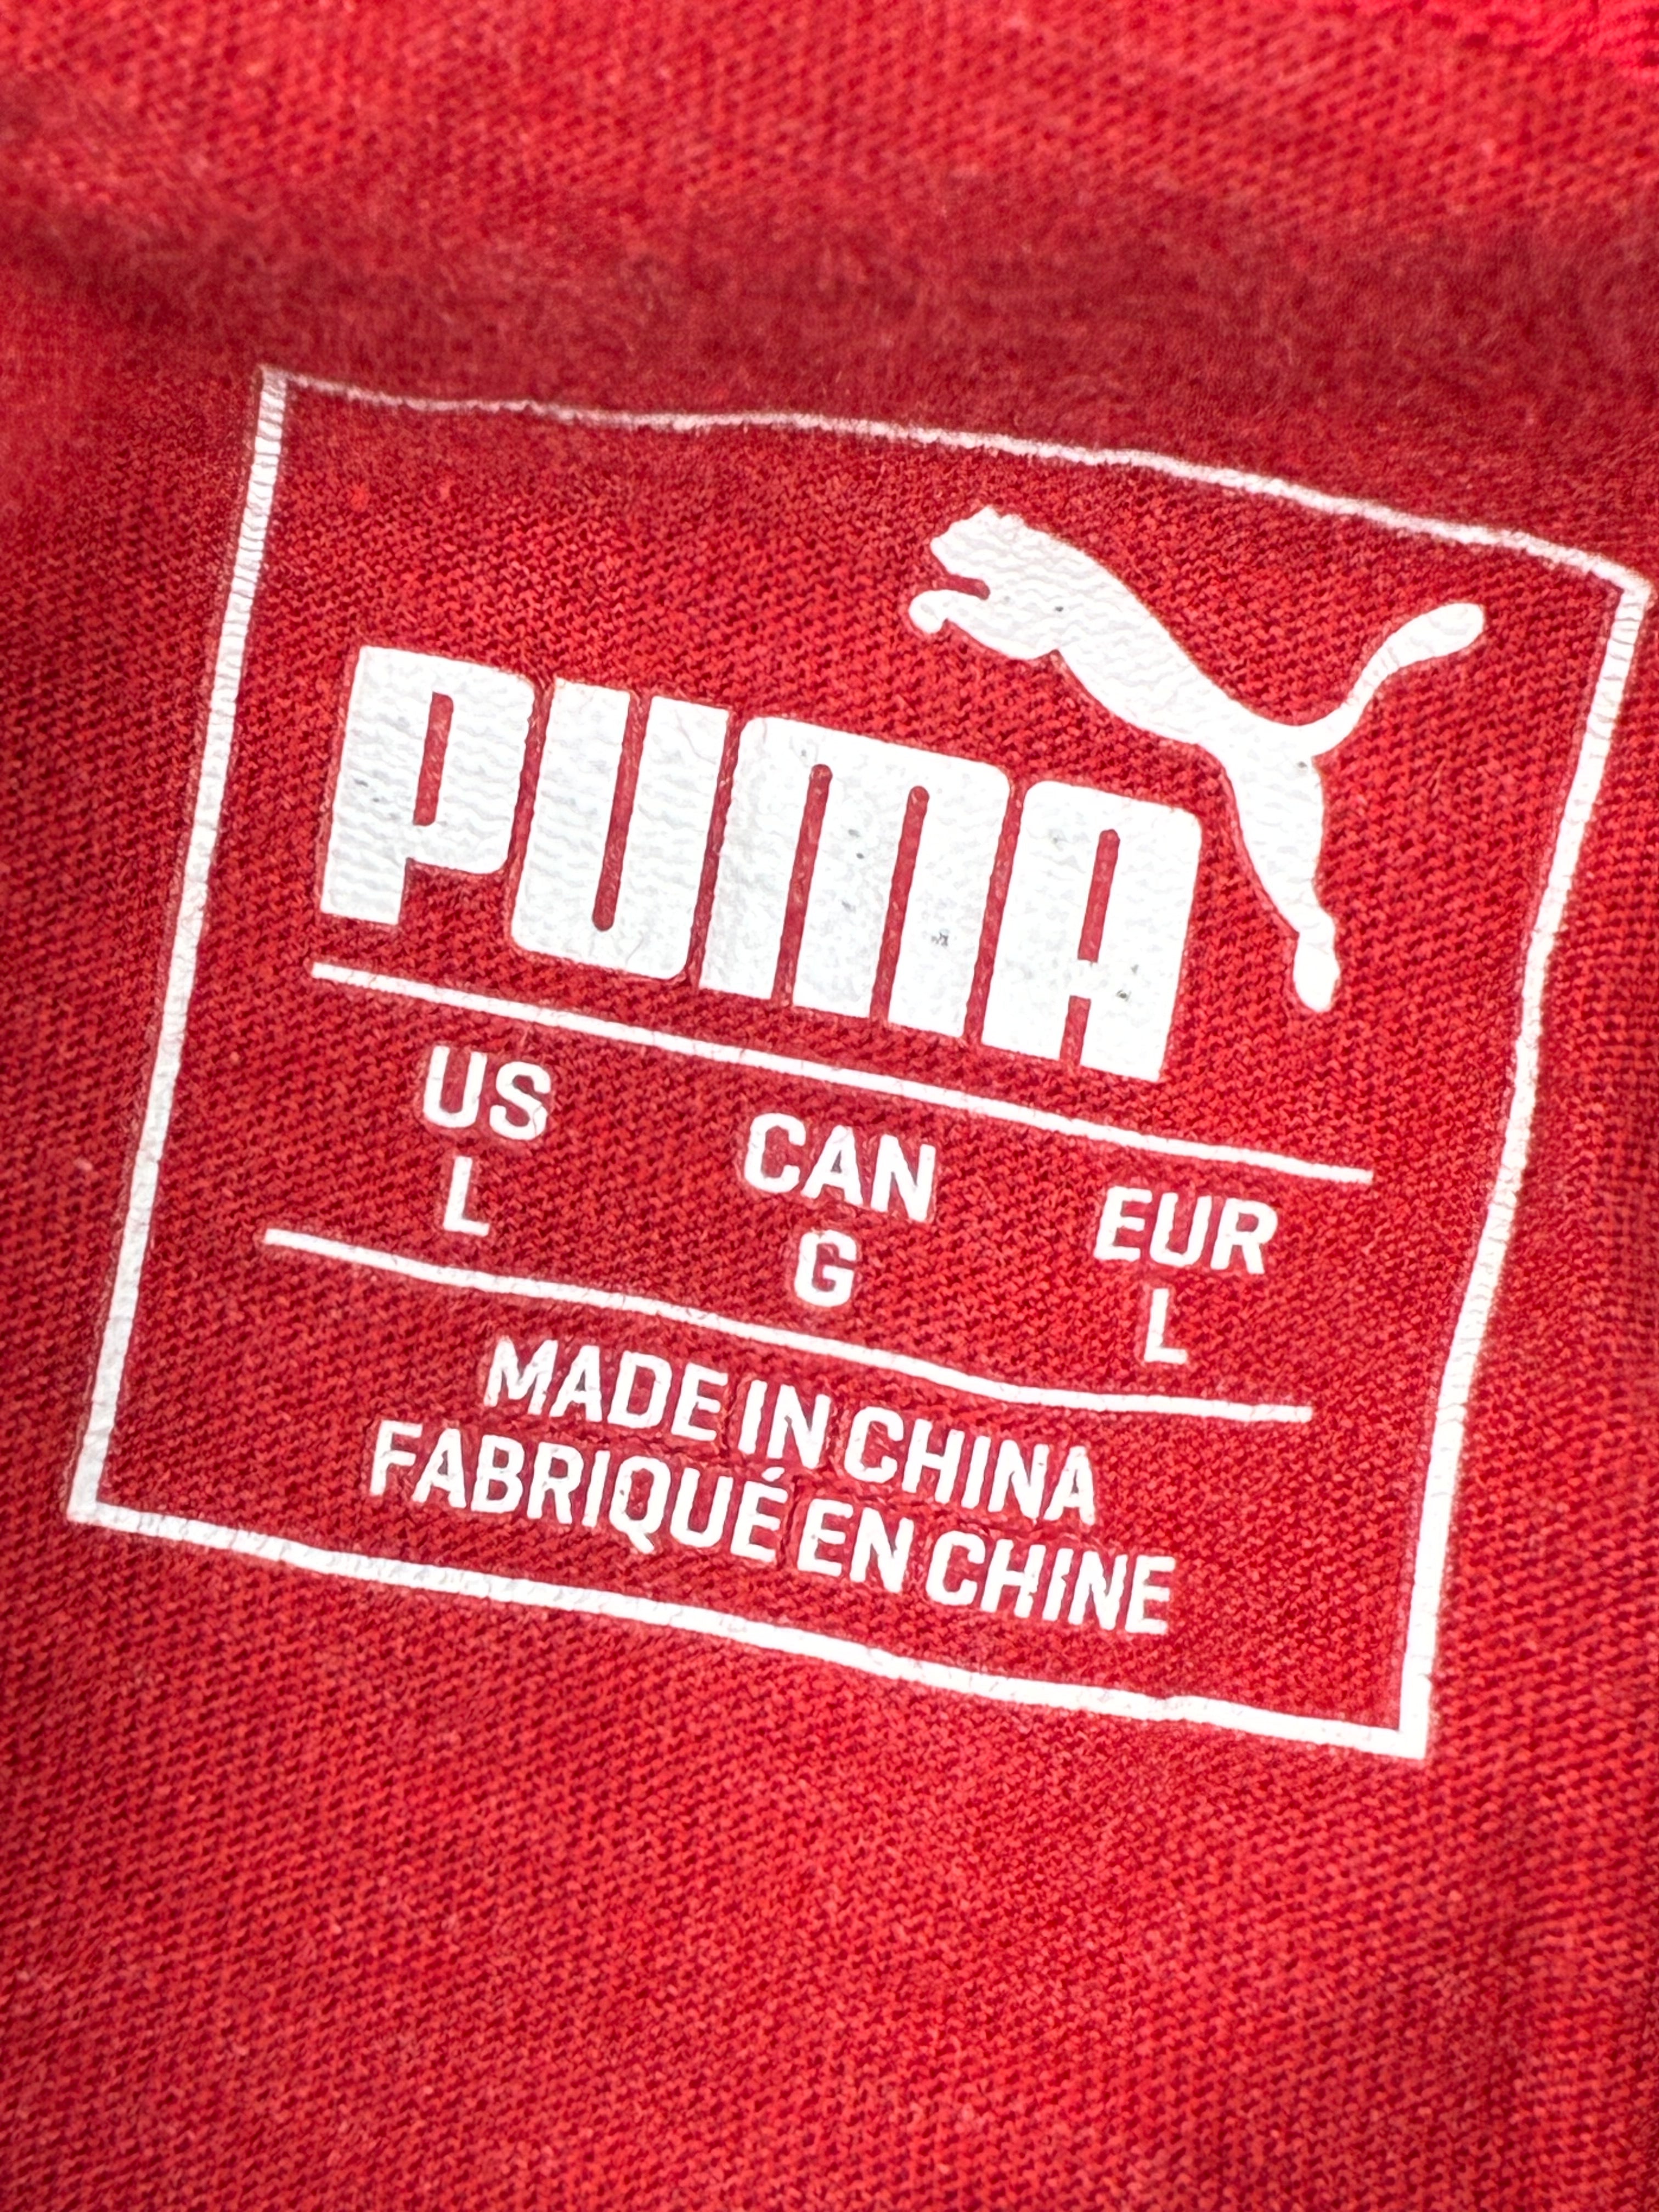 PUMA
US CAN EUR
L G L
MADE IN CHINA
FABRIQUÉ EN CHINE